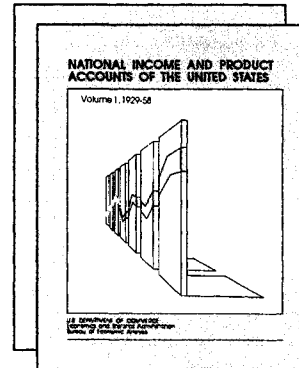 NATIONAL INCOME AND PRODUCT
ACCOUNTS OF THE UNITED STATES
Volume 1, 1929-58
U.S. DEPARTMENT OF COMMERCE
Economics and Statistics Administration
Bureau of Economic Analysis